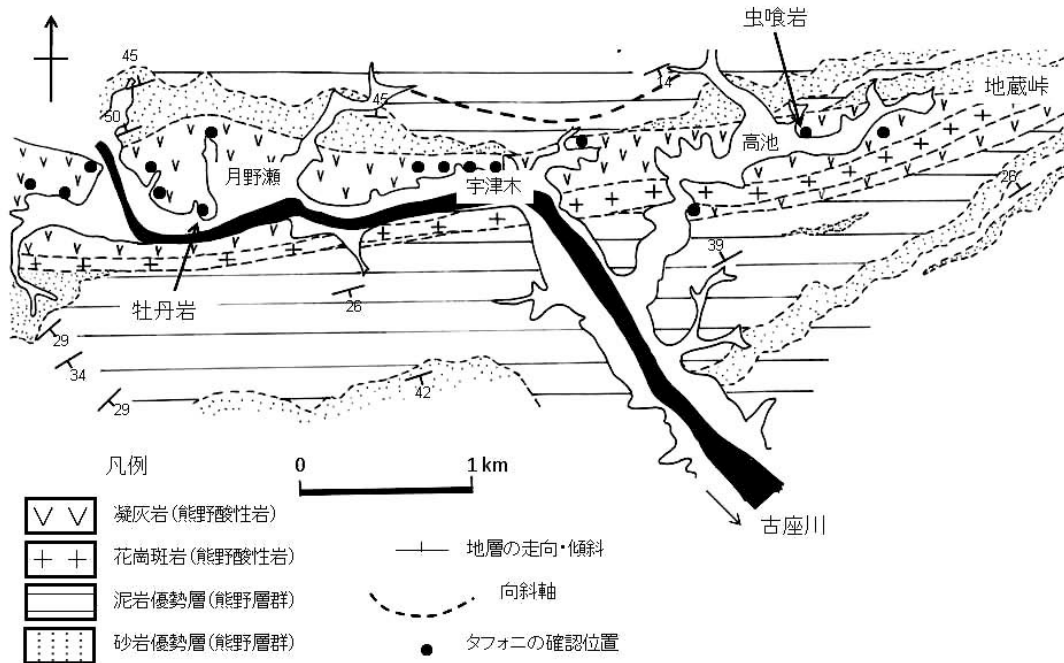 虫喰岩
45
地蔵峠
14
45
50
高池
月野瀬
宇津木
26
39
牡丹岩
26
29
34
42
29
凡例
0 1 km
凝灰岩(熊野酸性岩)
花崗斑岩(熊野酸性岩)
泥岩優勢層(熊野層群)
砂岩優勢層(熊野層群)
古座川
地層の走向・傾斜
向斜軸
タフォニの確認位置